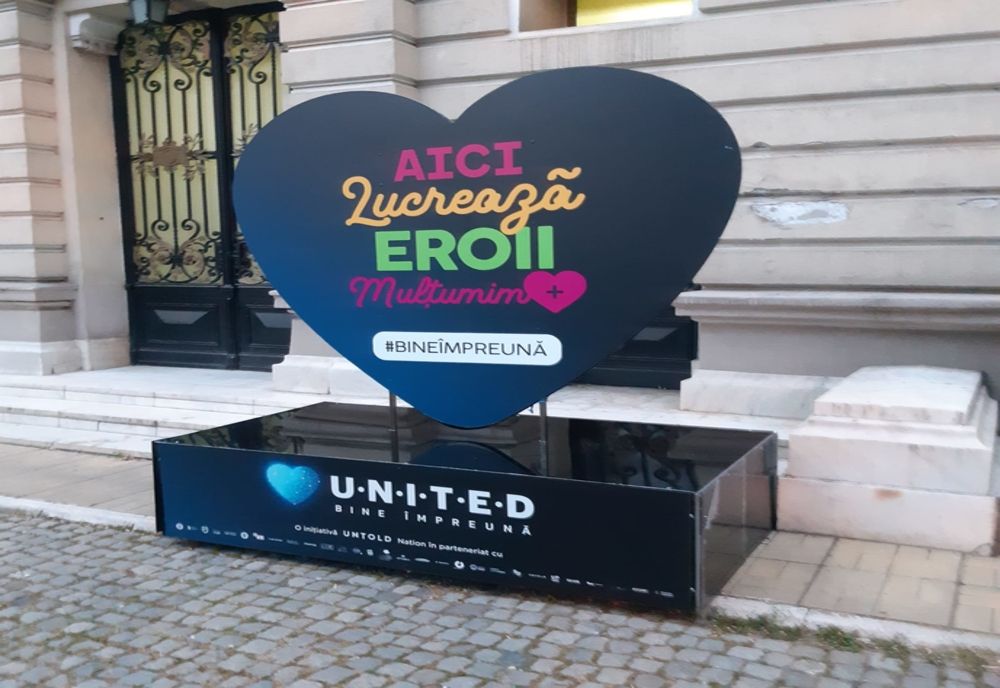 AICI
Lucrează
EROII
Mulțumim
#BINEÎMPREUNĂ
U·N·I·T·E·D
BINE ÎMPREUNĂ
O inițiativă UNTOLD Nation în parteneriat cu